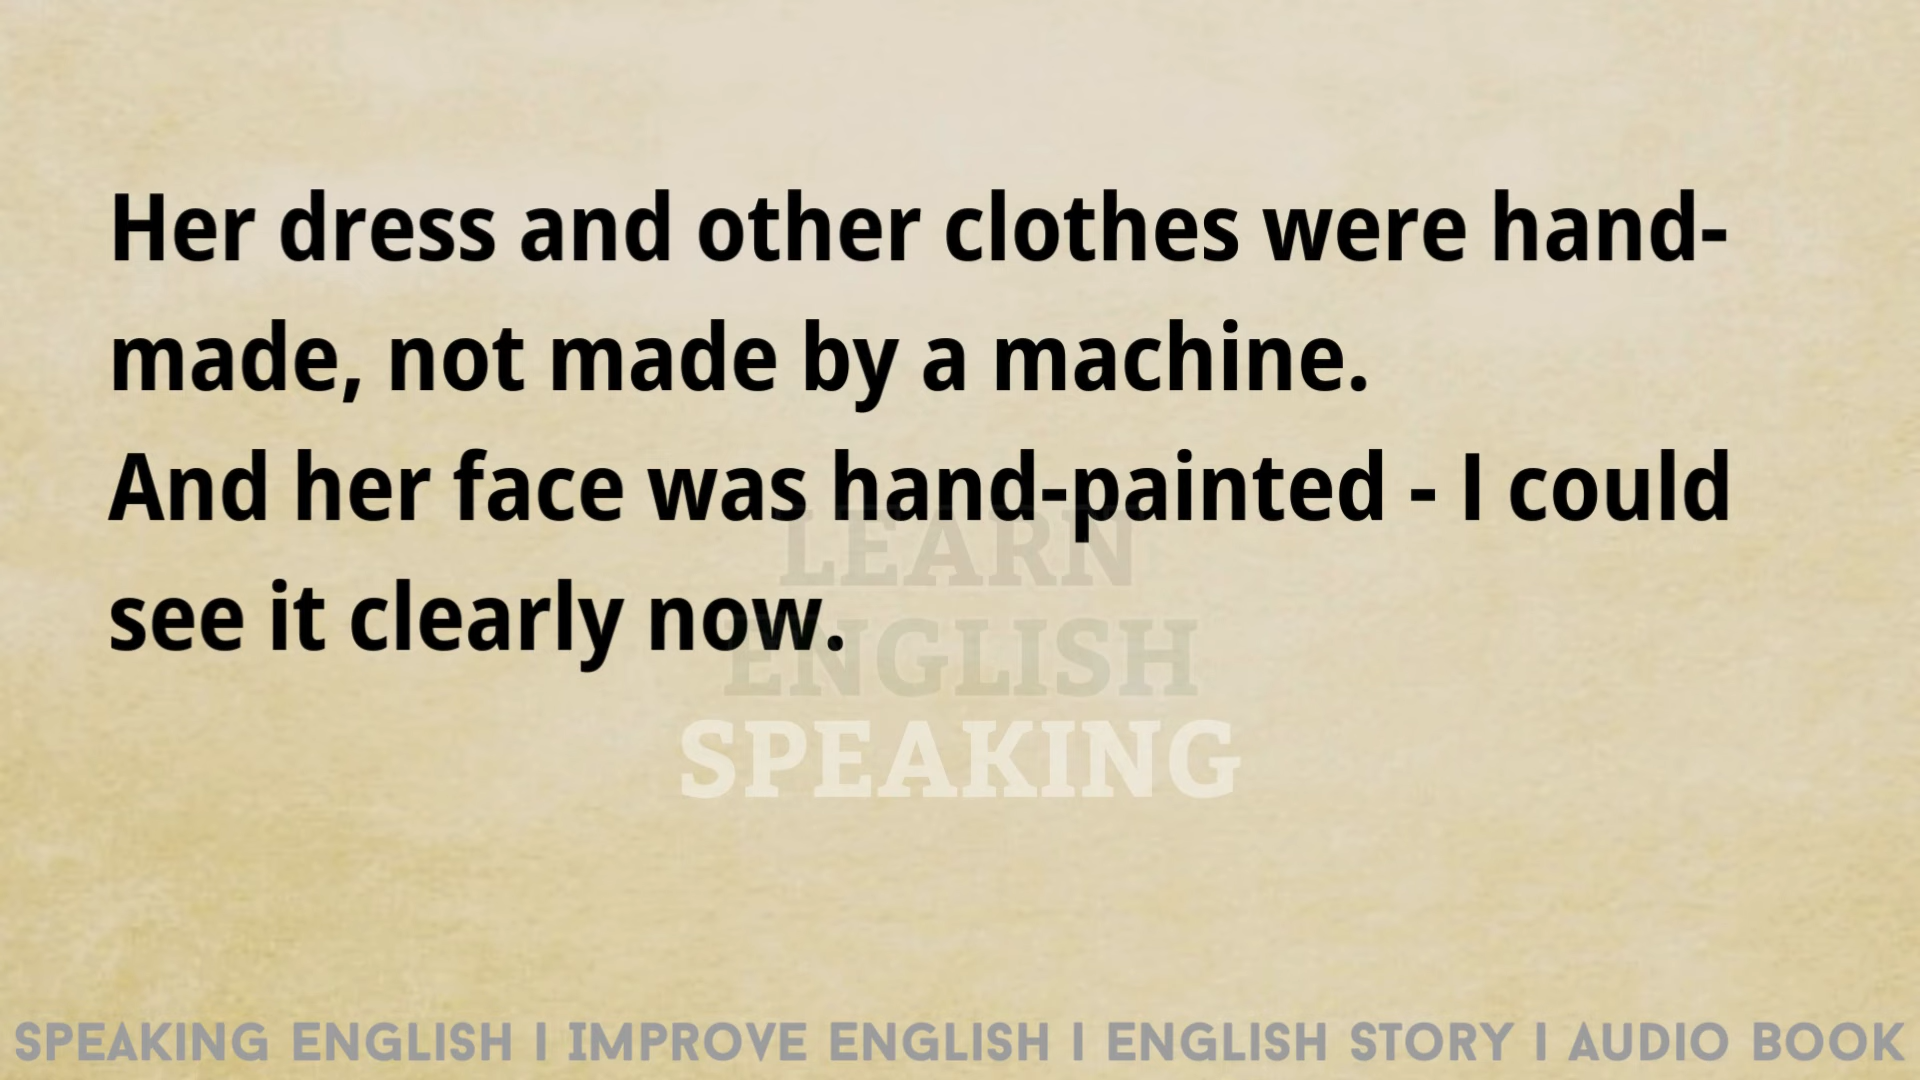 Her dress and other clothes were hand-
made, not made by a machine.
And her face was hand-painted - I could
see it clearly now.
LEARN
ENGLISH
SPEAKING
SPEAKING ENGLISH I IMPROVE ENGLISH I ENGLISH STORY I AUDIO BOOK